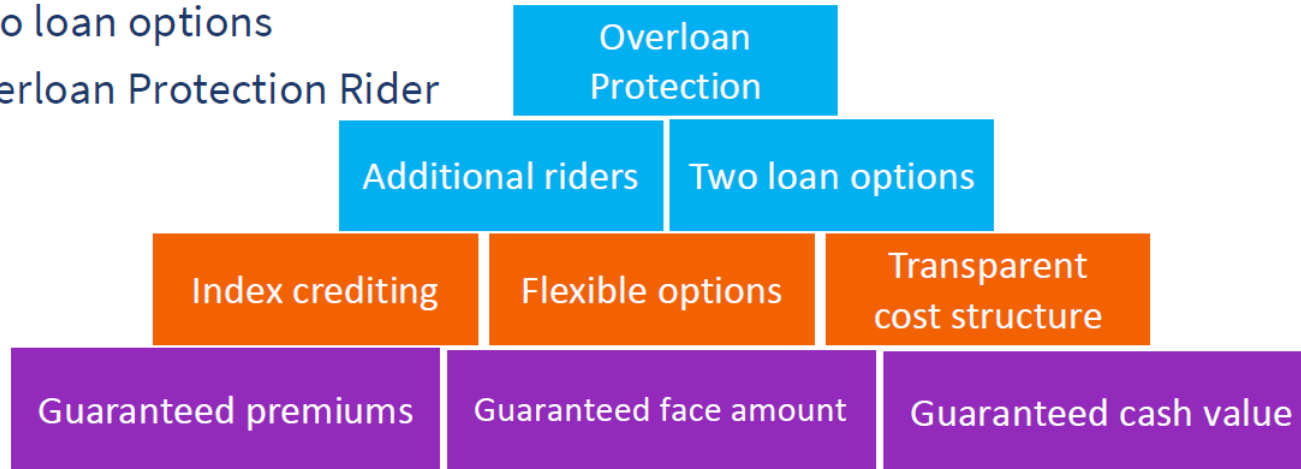 o loan options
erloan Protection Rider
Overloan
Protection
Additional riders
Two loan options
Index crediting
Flexible options
Transparent
cost structure
Guaranteed premiums
Guaranteed face amount
Guaranteed cash value